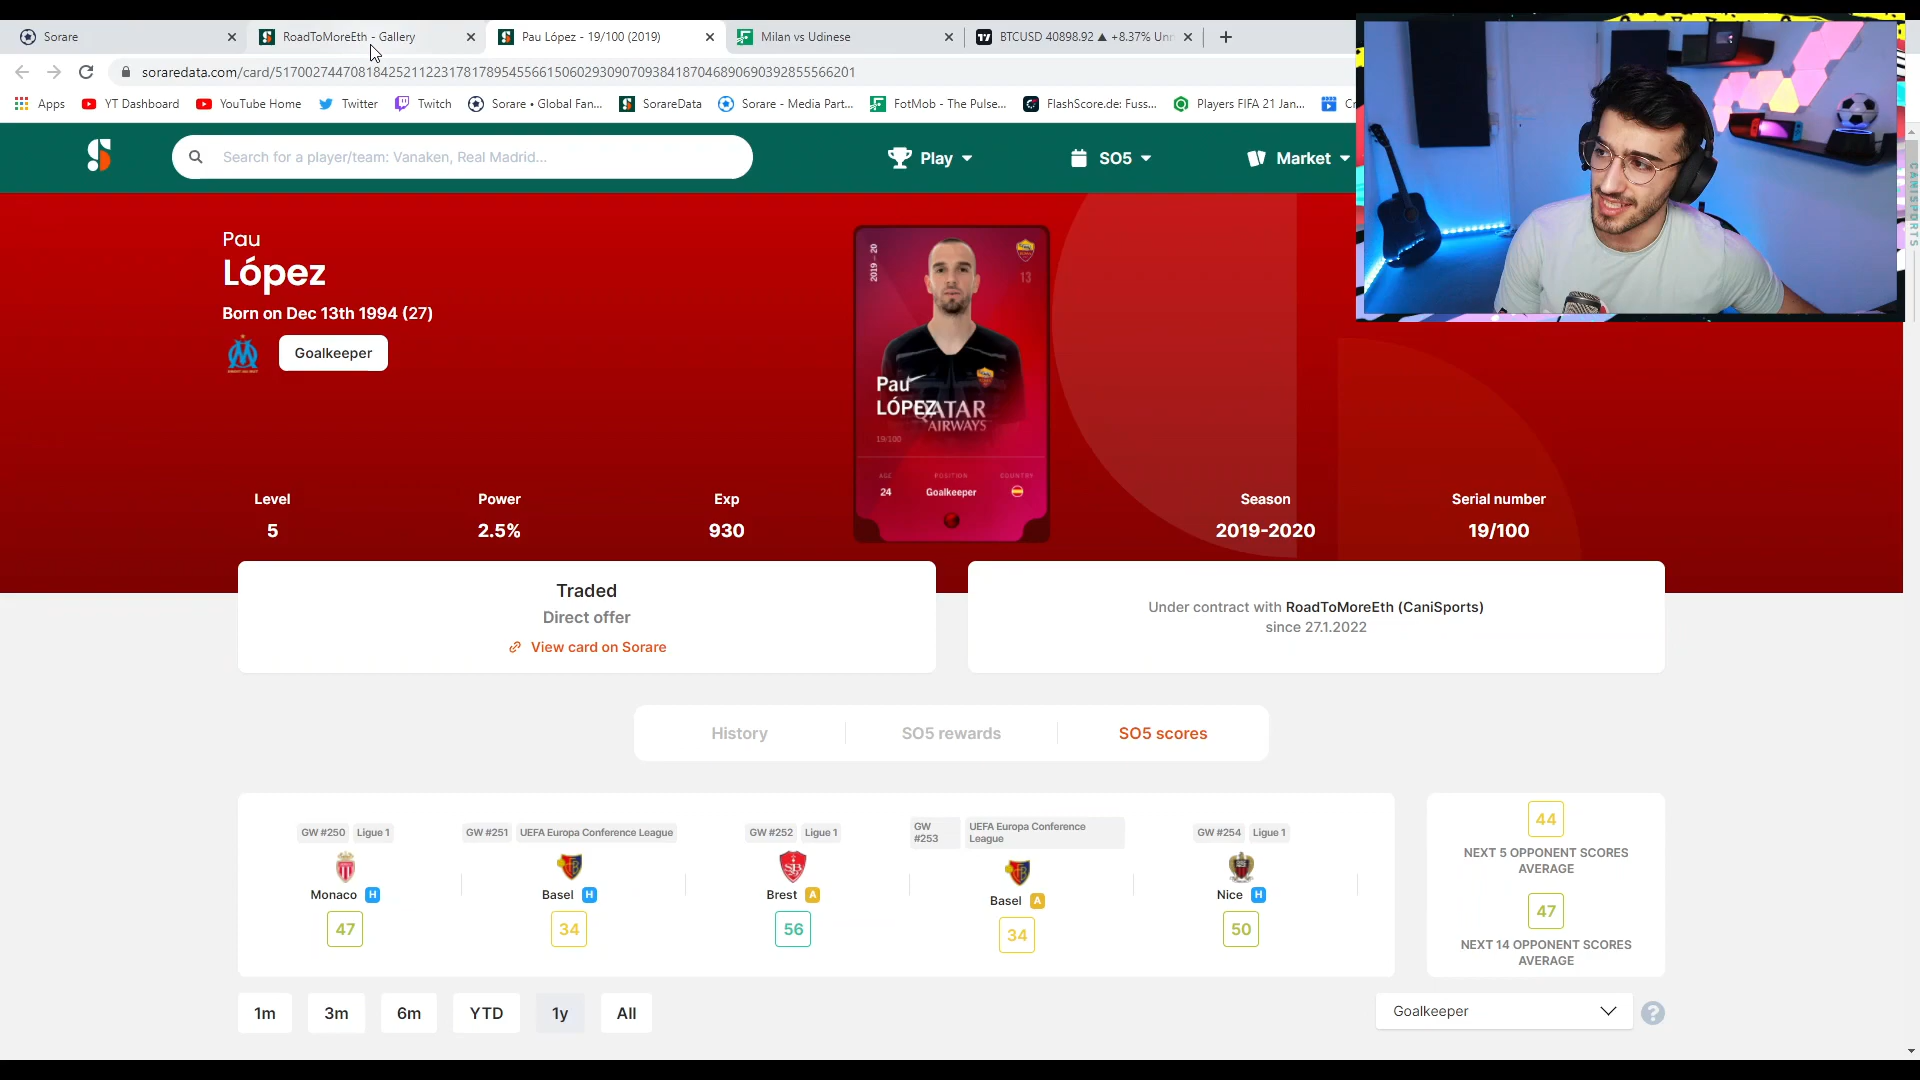 Sorare
RoadToMoreEth - Gallery
Pau López - 19/100 (2019)
Milan vs Udinese
BTCUSD 40898.92 ▲ +8.37% Unn
soraredata.com/card/51700274470818425211223178178954556615060293090709384187046890690392855566201
Apps
YT Dashboard
YouTube Home
Twitter
Twitch
Sorare • Global Fan...
SorareData
Sorare - Media Part...
FotMob - The Pulse...
FlashScore.de: Fuss...
Players FIFA 21 Jan...
Search for a player/team: Vanaken, Real Madrid...
Play
SO5
Market
CANISPORTS
Pau
López
Born on Dec 13th 1994 (27)
Goalkeeper
2019 - 20
13
Pau
LÓPEZ
QATAR
AIRWAYS
19/100
AGE
POSITION
COUNTRY
24
Goalkeeper
Level
Power
Exp
Season
Serial number
5
2.5%
930
2019-2020
19/100
Traded
Direct offer
View card on Sorare
Under contract with RoadToMoreEth (CaniSports)
since 27.1.2022
History
SO5 rewards
SO5 scores
GW #250
Ligue 1
Monaco H
47
GW #251
UEFA Europa Conference League
Basel H
34
GW #252
Ligue 1
Brest A
56
GW
#253
UEFA Europa Conference
League
Basel A
34
GW #254
Ligue 1
Nice H
50
44
NEXT 5 OPPONENT SCORES
AVERAGE
47
NEXT 14 OPPONENT SCORES
AVERAGE
1m
3m
6m
YTD
1y
All
Goalkeeper
?